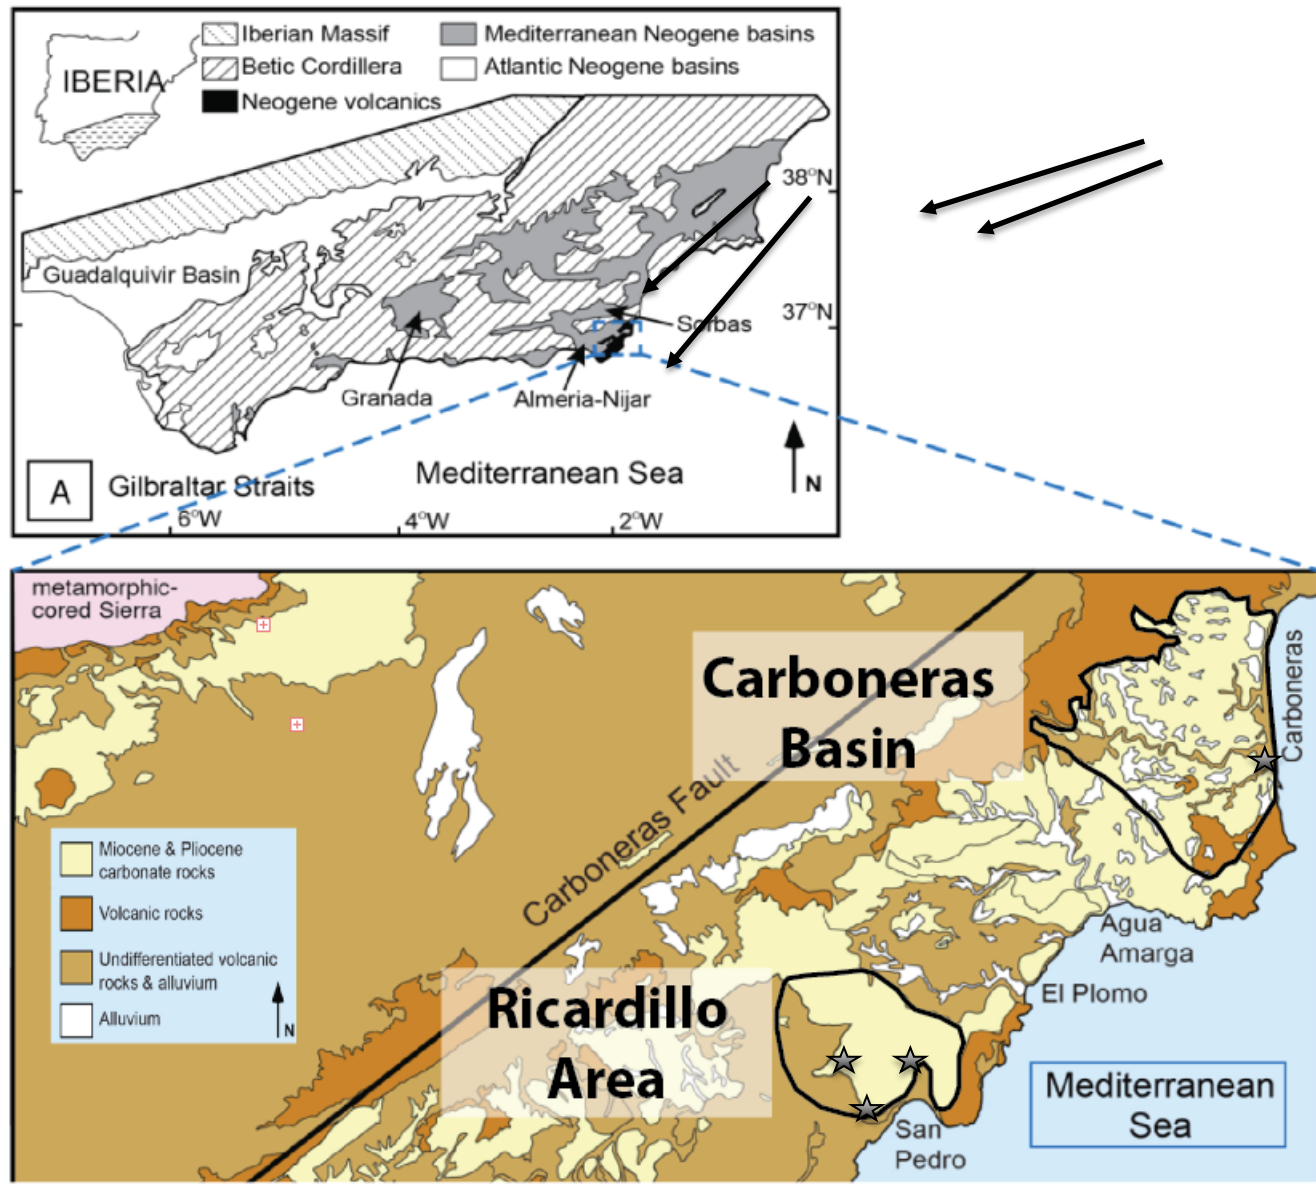 Iberian Massif
Mediterranean Neogene basins
IBERIA
Betic Cordillera
Atlantic Neogene basins
Neogene volcanics
38°N
Guadalquivir Basin
37°N
Sorbas
Granada
Almeria-Nijar
A
Gilbraltar Straits
Mediterranean Sea
N
6°W
4°W
2°W
metamorphic-
cored Sierra
Carboneras
Basin
Carboneras
Carboneras Fault
Miocene & Pliocene
carbonate rocks
Volcanic rocks
Undifferentiated volcanic
rocks & alluvium
Alluvium
N
Agua
Amarga
El Plomo
Ricardillo
Area
Mediterranean
Sea
San
Pedro